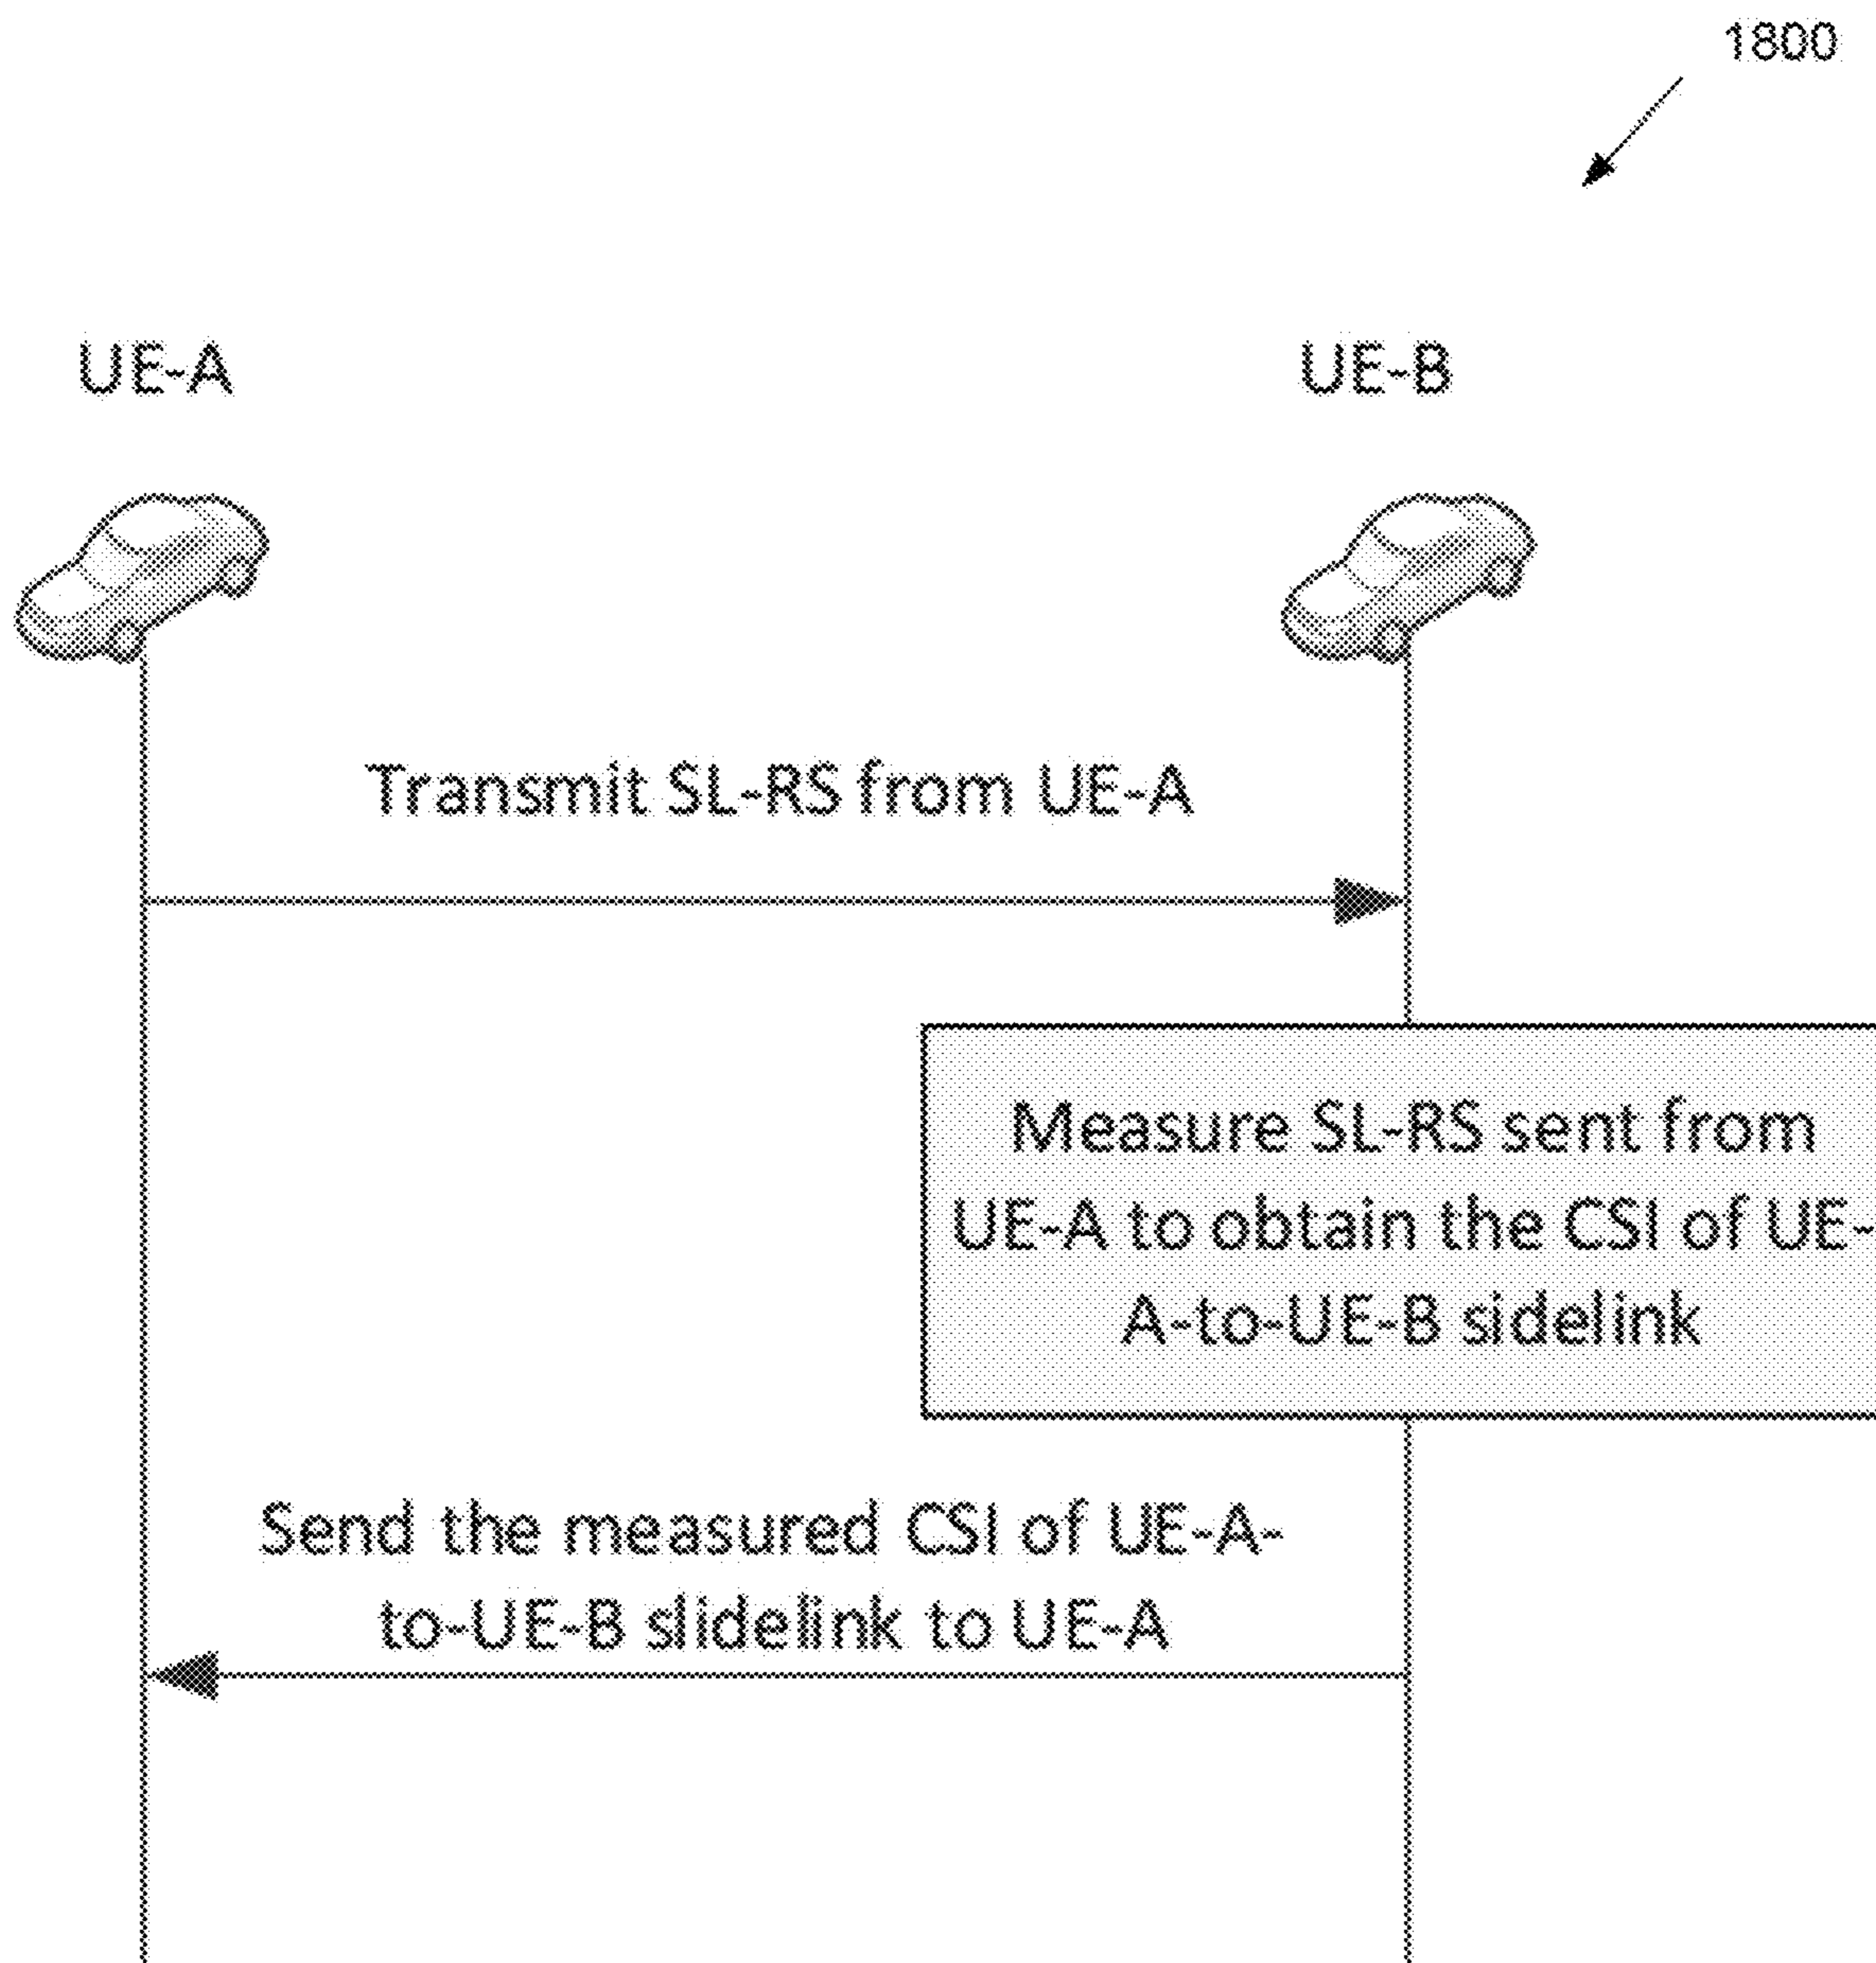 1800
UE-A
UE-B
Transmit SL-RS from UE-A
Measure SL-RS sent from
UE-A to obtain the CSI of UE-
A-to-UE-B sidelink
Send the measured CSI of UE-A-
to-UE-B slidelink to UE-A